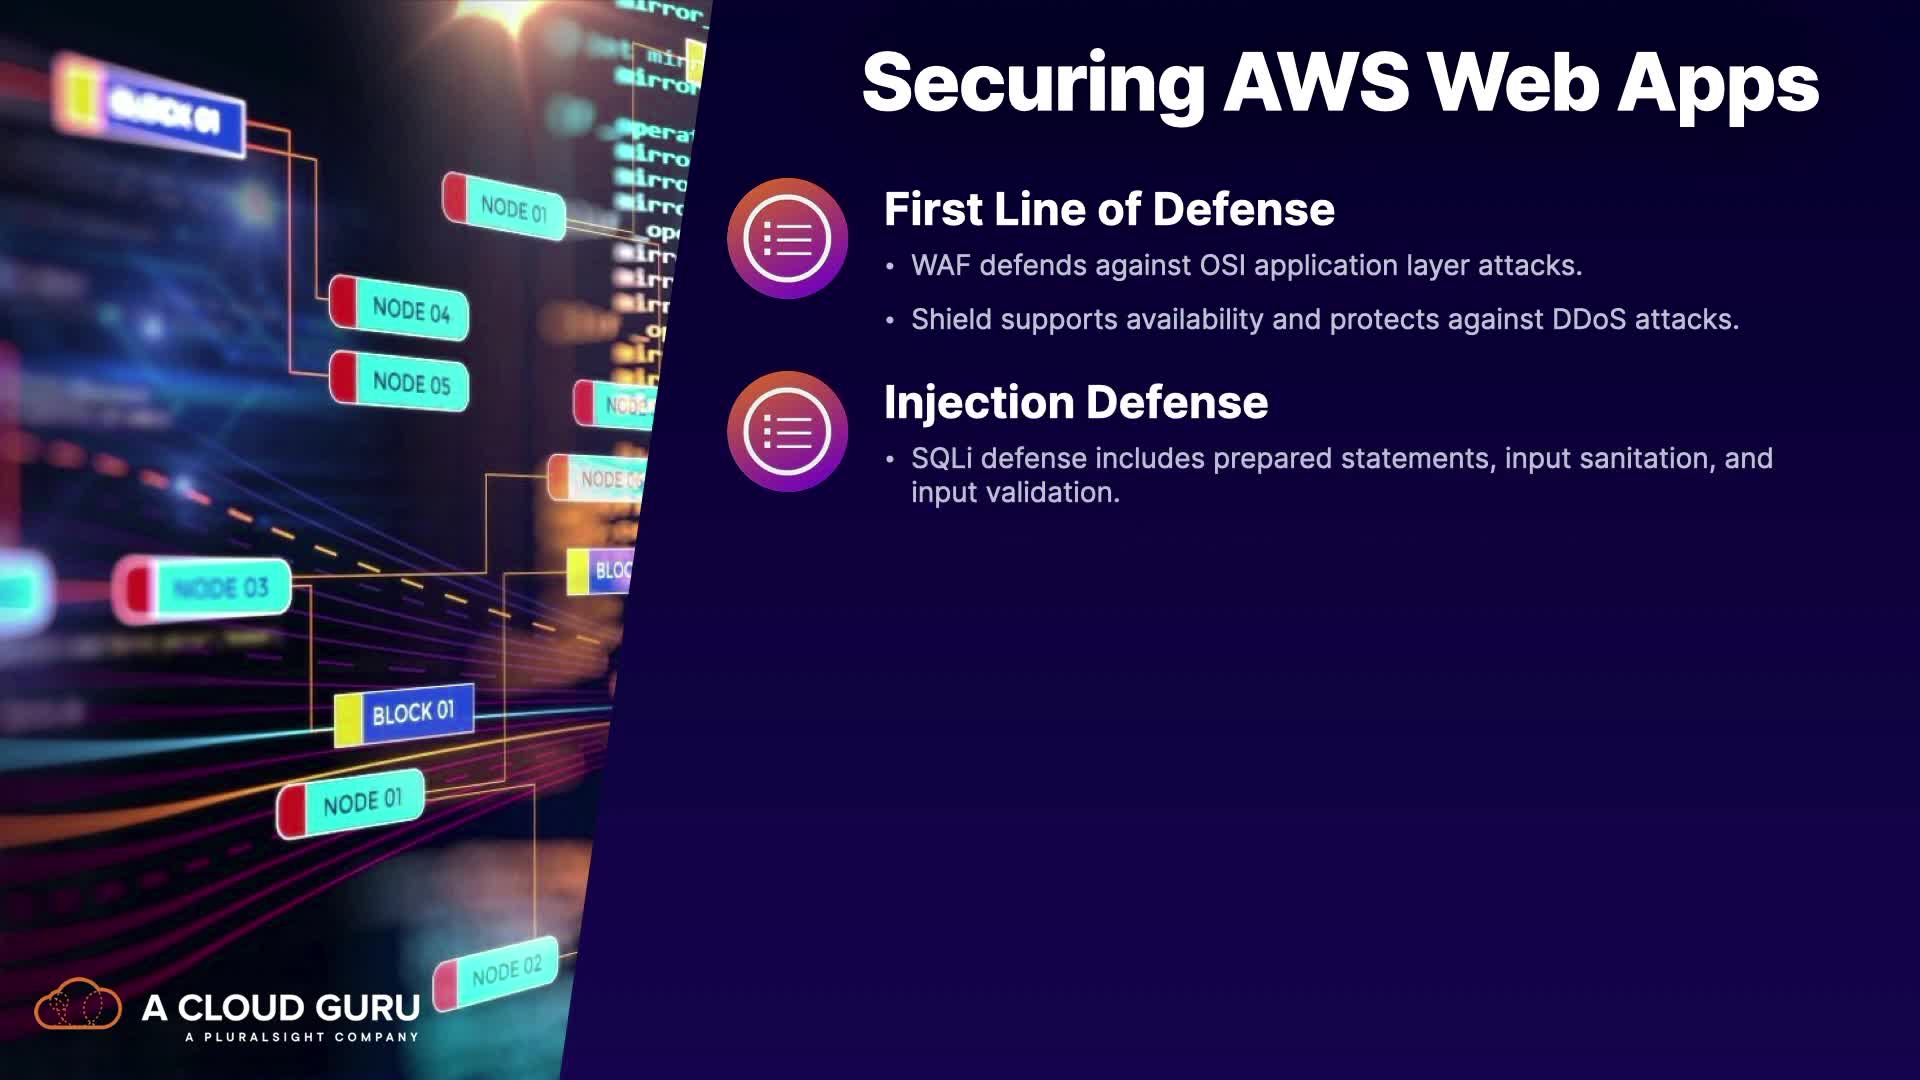 Securing AWS Web Apps
First Line of Defense
• WAF defends against OSI application layer attacks.
• Shield supports availability and protects against DDoS attacks.
Injection Defense
• SQLi defense includes prepared statements, input sanitation, and
input validation.
BLOCK 01
NODE 01
NODE 04
NODE 05
NODE 03
BLOCK 01
NODE 01
NODE 02
A CLOUD GURU
A PLURALSIGHT COMPANY